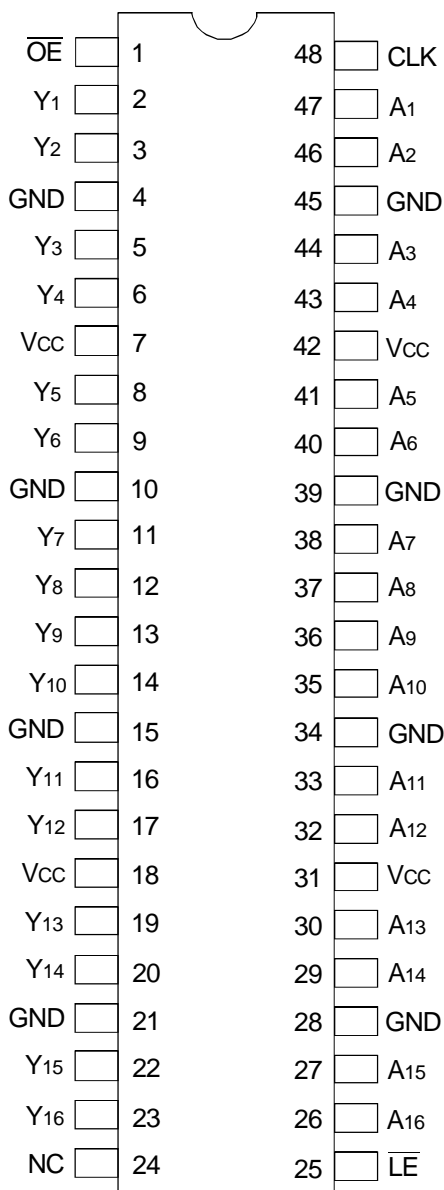 O̅E̅ 1 48 CLK
Y1 2 47 A1
Y2 3 46 A2
GND 4 45 GND
Y3 5 44 A3
Y4 6 43 A4
VCC 7 42 VCC
Y5 8 41 A5
Y6 9 40 A6
GND 10 39 GND
Y7 11 38 A7
Y8 12 37 A8
Y9 13 36 A9
Y10 14 35 A10
GND 15 34 GND
Y11 16 33 A11
Y12 17 32 A12
VCC 18 31 VCC
Y13 19 30 A13
Y14 20 29 A14
GND 21 28 GND
Y15 22 27 A15
Y16 23 26 A16
NC 24 25 L̅E̅